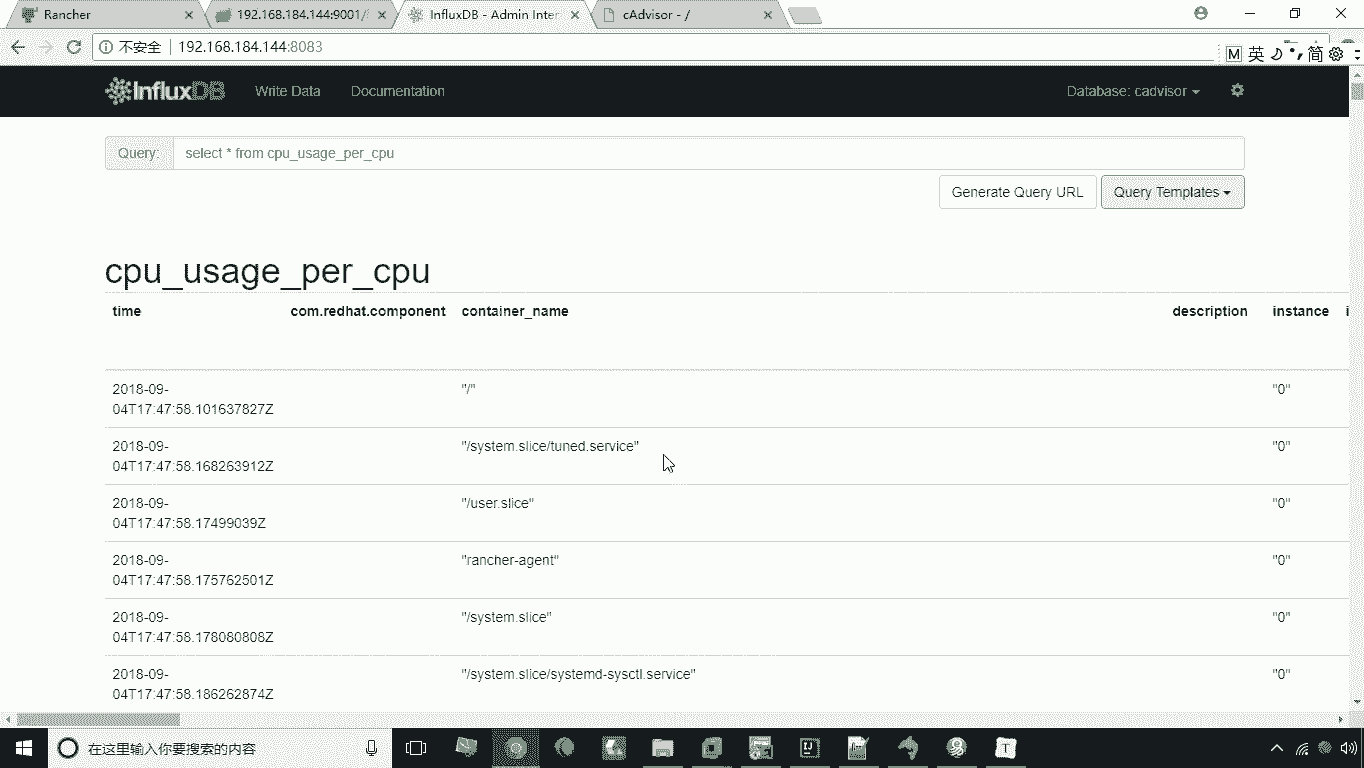 Rancher
192.168.184.144:9001/
InfluxDB - Admin Inter
cAdvisor - /
不安全
192.168.184.144:8083
M 英 简
InfluxDB
Write Data
Documentation
Database: cadvisor
Query:
select * from cpu_usage_per_cpu
Generate Query URL
Query Templates
cpu_usage_per_cpu
time com.redhat.component container_name description instance i
2018-09-
04T17:47:58.101637827Z
"/" "0"
2018-09-
04T17:47:58.168263912Z
"/system.slice/tuned.service" "0"
2018-09-
04T17:47:58.17499039Z
"/user.slice" "0"
2018-09-
04T17:47:58.175762501Z
"rancher-agent" "0"
2018-09-
04T17:47:58.178080808Z
"/system.slice" "0"
2018-09-
04T17:47:58.186262874Z
"/system.slice/systemd-sysctl.service" "0"
在这里输入你要搜索的内容